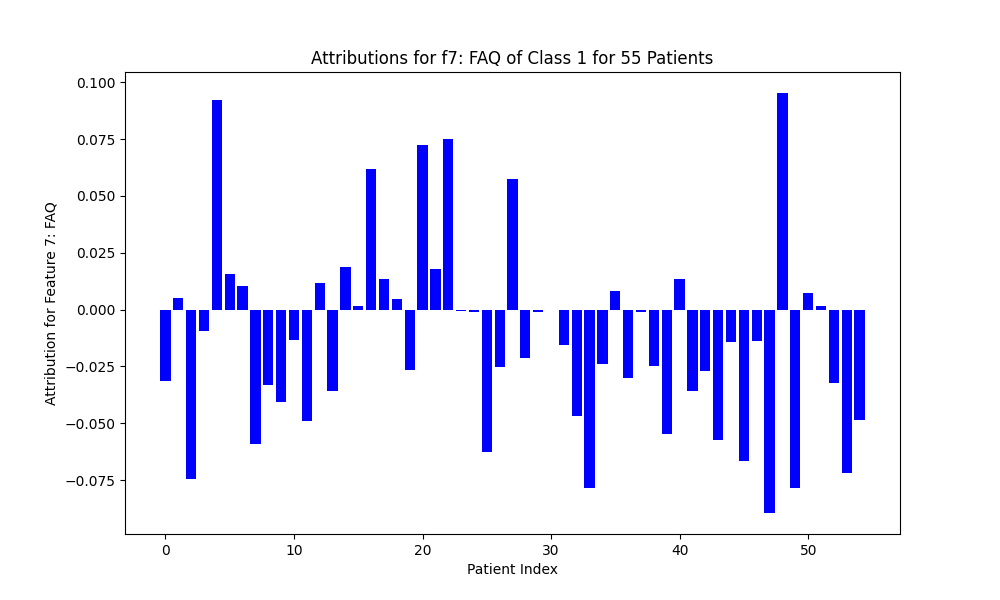 Attributions for f7: FAQ of Class 1 for 55 Patients
Attribution for Feature 7: FAQ
0.100
0.075
0.050
0.025
0.000
−0.025
−0.050
−0.075
0 10 20 30 40 50
Patient Index